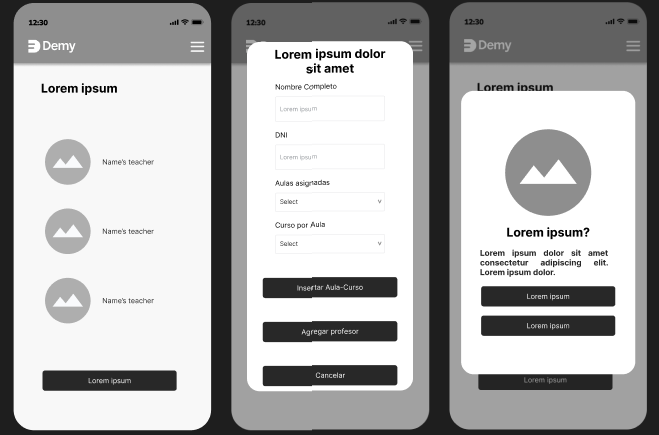 12:30
Demy
Lorem ipsum
Name's teacher
Name's teacher
Name's teacher
Lorem ipsum
12:30
Lorem ipsum dolor
sit amet
Nombre Completo
Lorem ipsum
DNI
Lorem ipsum
Aulas asignadas
Select
Curso por Aula
Select
Insertar Aula-Curso
Agregar profesor
Cancelar
12:30
Demy
Lorem ipsum
Lorem ipsum?
Lorem ipsum dolor sit amet
consectetur adipiscing elit.
Lorem ipsum dolor.
Lorem ipsum
Lorem ipsum
Lorem ipsum